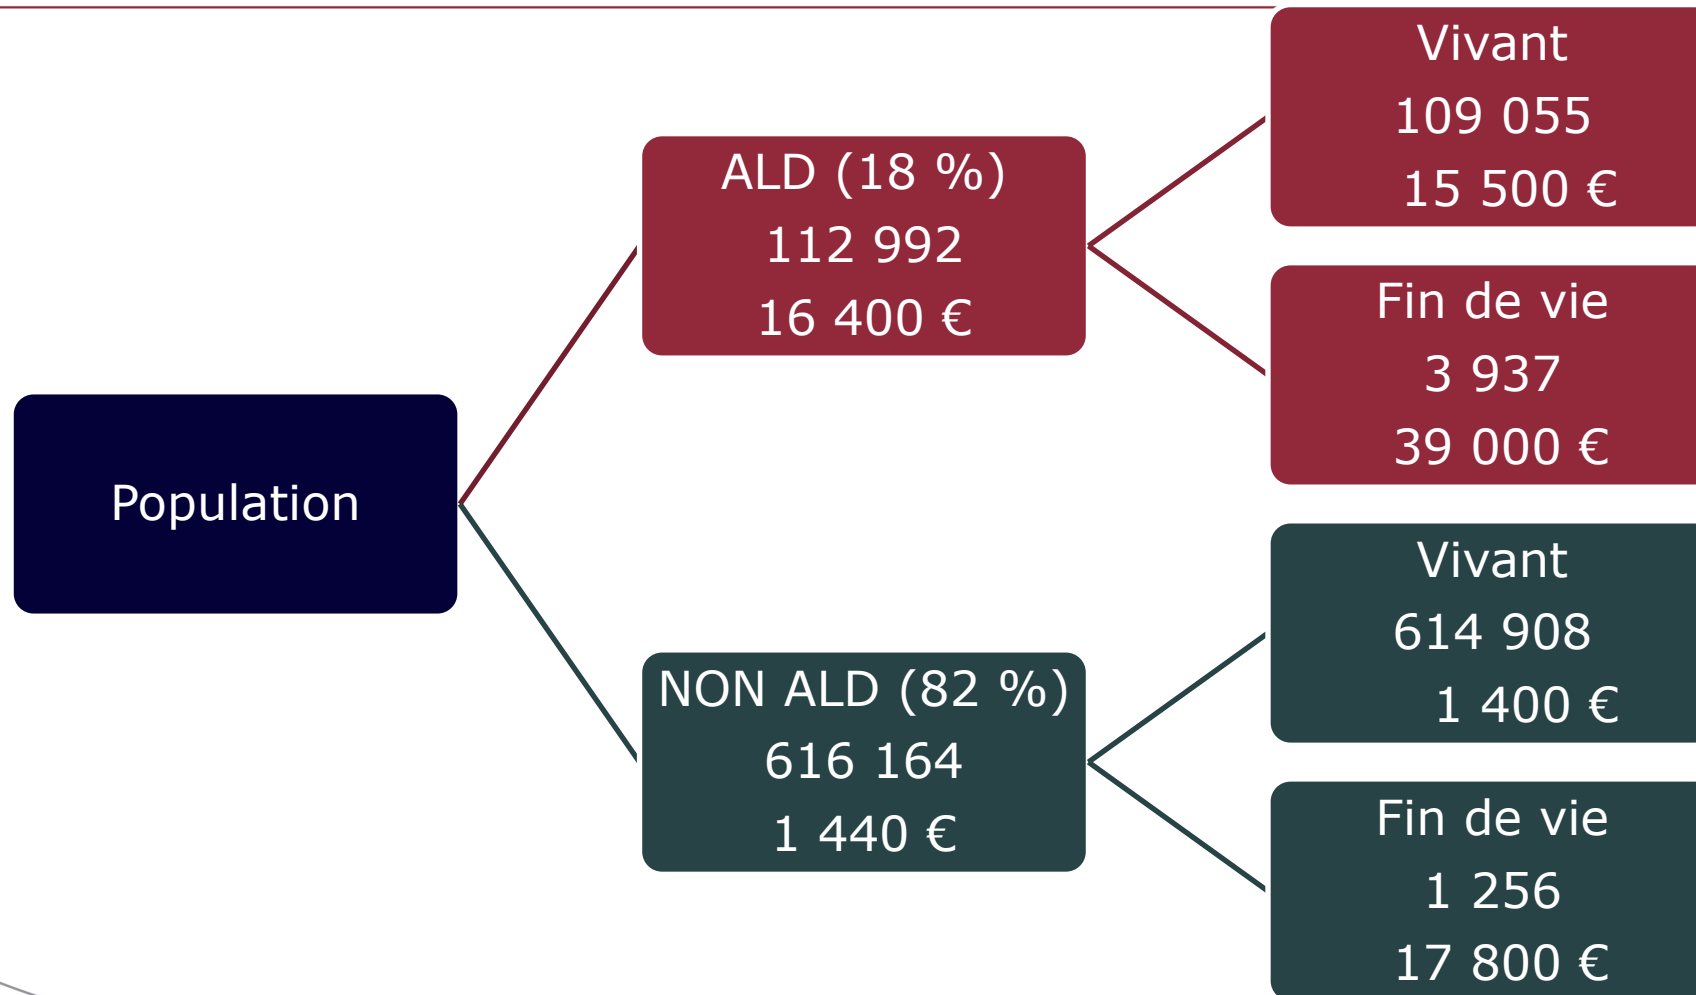 Population
ALD (18 %)
112 992
16 400 €
NON ALD (82 %)
616 164
1 440 €
Vivant
109 055
15 500 €
Fin de vie
3 937
39 000 €
Vivant
614 908
1 400 €
Fin de vie
1 256
17 800 €